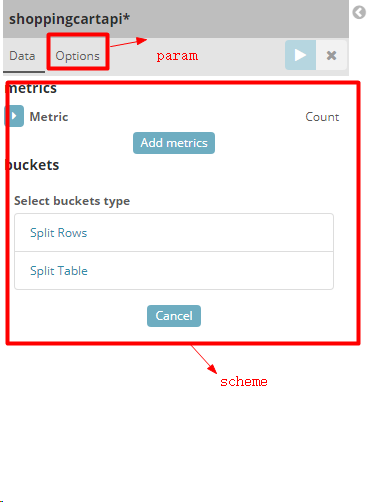 shoppingcartapi*
Data Options
param
metrics
Metric Count
Add metrics
buckets
Select buckets type
Split Rows
Split Table
Cancel
scheme